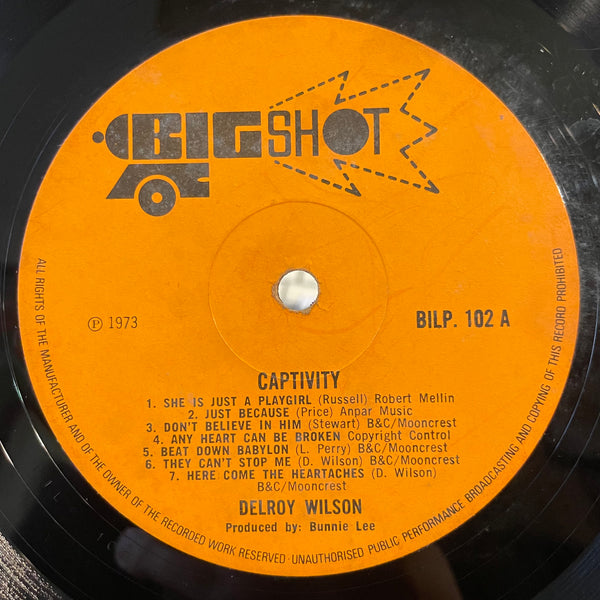 BIG SHOT
℗ 1973
BILP. 102 A
CAPTIVITY
1. SHE IS JUST A PLAYGIRL (Russell) Robert Mellin
2. JUST BECAUSE (Price) Anpar Music
3. DON'T BELIEVE IN HIM (Stewart) B&C/Mooncrest
4. ANY HEART CAN BE BROKEN Copyright Control
5. BEAT DOWN BABYLON (L. Perry) B&C/Mooncrest
6. THEY CAN'T STOP ME (D. Wilson) B&C/Mooncrest
7. HERE COME THE HEARTACHES (D. Wilson)
B&C/Mooncrest
DELROY WILSON
Produced by: Bunnie Lee
ALL RIGHTS OF THE MANUFACTURER AND OF THE OWNER OF THE RECORDED WORK RESERVED · UNAUTHORISED PUBLIC PERFORMANCE BROADCASTING AND COPYING OF THIS RECORD PROHIBITED